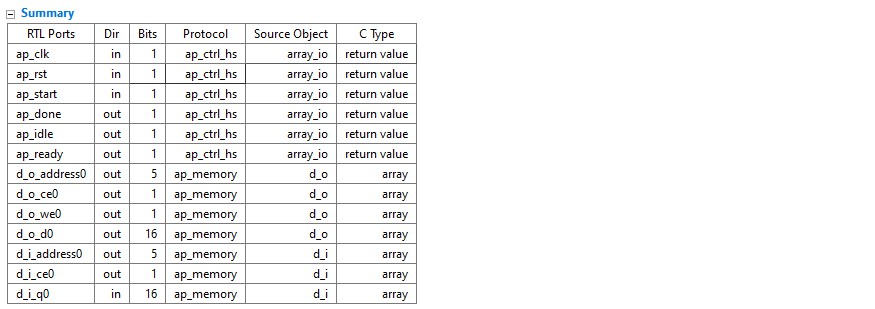 Summary
RTL Ports Dir Bits Protocol Source Object C Type
ap_clk in 1 ap_ctrl_hs array_io return value
ap_rst in 1 ap_ctrl_hs array_io return value
ap_start in 1 ap_ctrl_hs array_io return value
ap_done out 1 ap_ctrl_hs array_io return value
ap_idle out 1 ap_ctrl_hs array_io return value
ap_ready out 1 ap_ctrl_hs array_io return value
d_o_address0 out 5 ap_memory d_o array
d_o_ce0 out 1 ap_memory d_o array
d_o_we0 out 1 ap_memory d_o array
d_o_d0 out 16 ap_memory d_o array
d_i_address0 out 5 ap_memory d_i array
d_i_ce0 out 1 ap_memory d_i array
d_i_q0 in 16 ap_memory d_i array